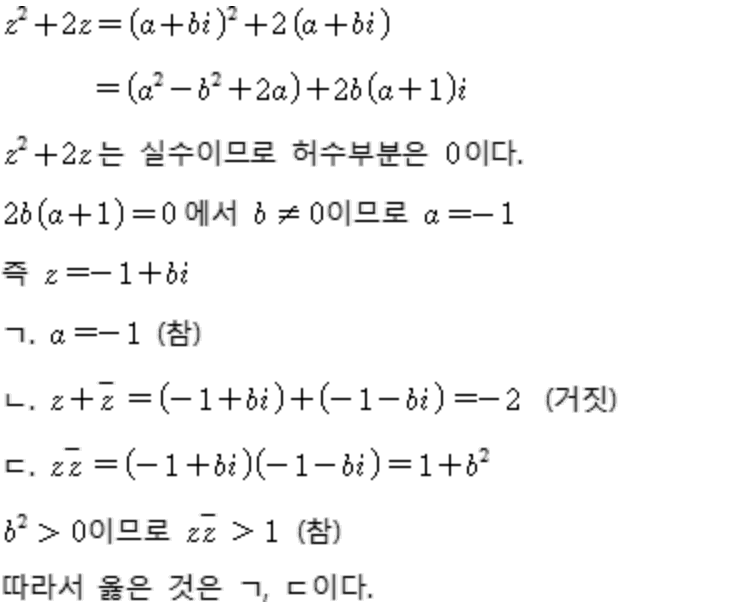 z²+2z=(a+bi)²+2(a+bi)
=(a²−b²+2a)+2b(a+1)i
z²+2z는 실수이므로 허수부분은 0이다.
2b(a+1)=0에서 b≠0이므로 a=−1
즉 z=−1+bi
ㄱ. a=−1 (참)
ㄴ. z+z̄=(−1+bi)+(−1−bi)=−2 (거짓)
ㄷ. zz̄=(−1+bi)(−1−bi)=1+b²
b²>0이므로 zz̄>1 (참)
따라서 옳은 것은 ㄱ, ㄷ이다.